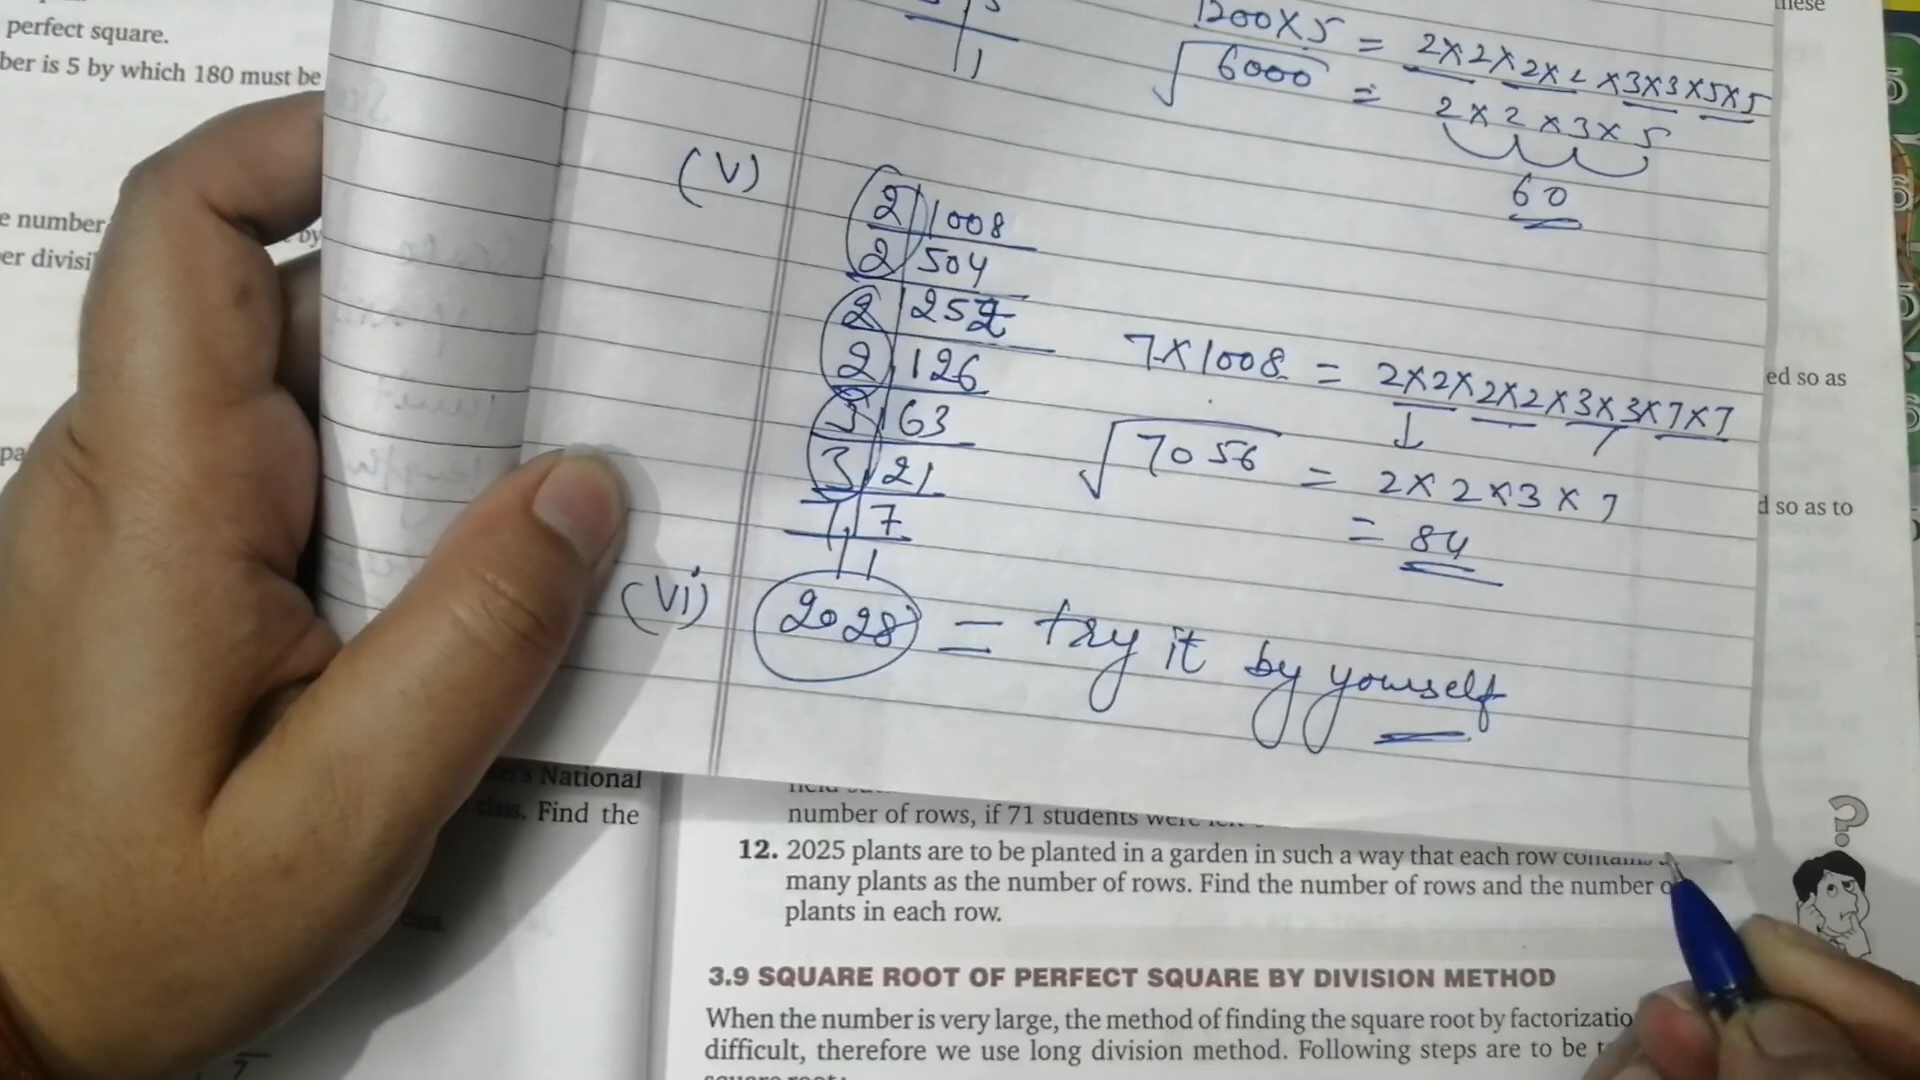 perfect square.
ber is 5 by which 180 must be
e number
by
er divisi
1200×5 = 2×2×2×2×3×3×5×5
√6000 = 2×2×3×5
60
(V)
2|1008
2|504
2|252
2|126
3|63
3|21
7|7
1
7×1008 = 2×2×2×2×3×3×7×7
√7056 = 2×2×3×7
= 84
(Vi) 2028 = try it by yourself
ed so as
d so as to
National
class. Find the
number of rows, if 71 students were
12. 2025 plants are to be planted in a garden in such a way that each row contains
many plants as the number of rows. Find the number of rows and the number o
plants in each row.
3.9 SQUARE ROOT OF PERFECT SQUARE BY DIVISION METHOD
When the number is very large, the method of finding the square root by factorizatio
difficult, therefore we use long division method. Following steps are to be